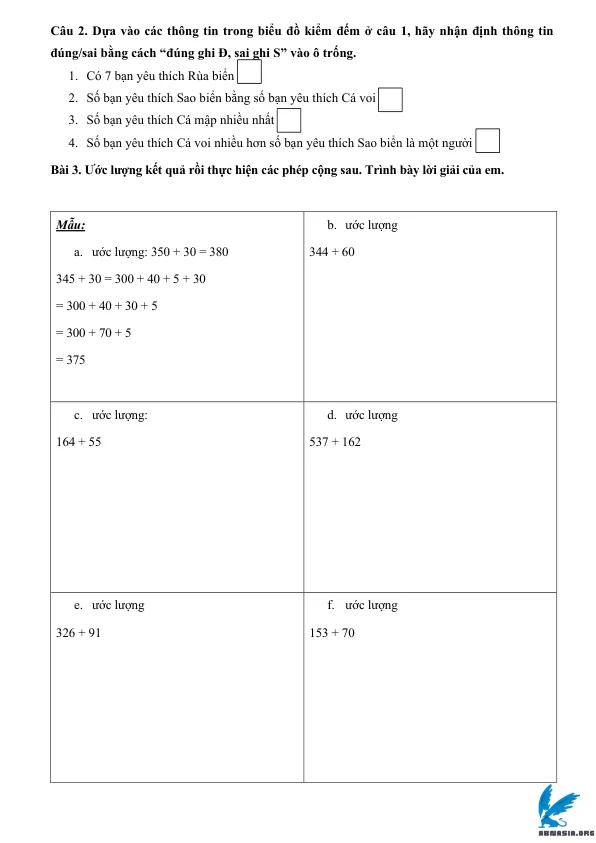 Câu 2. Dựa vào các thông tin trong biểu đồ kiểm đếm ở câu 1, hãy nhận định thông tin
đúng/sai bằng cách “đúng ghi Đ, sai ghi S” vào ô trống.
1. Có 7 bạn yêu thích Rùa biển
2. Số bạn yêu thích Sao biển bằng số bạn yêu thích Cá voi
3. Số bạn yêu thích Cá mập nhiều nhất
4. Số bạn yêu thích Cá voi nhiều hơn số bạn yêu thích Sao biển là một người
Bài 3. Ước lượng kết quả rồi thực hiện các phép cộng sau. Trình bày lời giải của em.
Mẫu:
a. ước lượng: 350 + 30 = 380
345 + 30 = 300 + 40 + 5 + 30
= 300 + 40 + 30 + 5
= 300 + 70 + 5
= 375
b. ước lượng
344 + 60
c. ước lượng:
164 + 55
d. ước lượng
537 + 162
e. ước lượng
326 + 91
f. ước lượng
153 + 70
ABNASIA.ORG